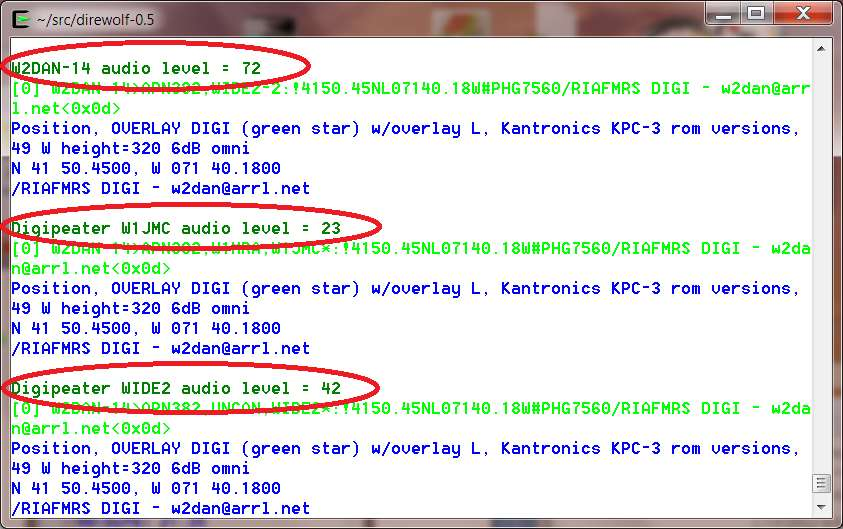 ~/src/direwolf-0.5
W2DAN-14 audio level = 72
[0] W2DAN-14>APN382,WIDE2-2:!4150.45NL07140.18W#PHG7560/RIAFMRS DIGI - w2dan@arr
l.net<0x0d>
Position, OVERLAY DIGI (green star) w/overlay L, Kantronics KPC-3 rom versions,
49 W height=320 6dB omni
N 41 50.4500, W 071 40.1800
/RIAFMRS DIGI - w2dan@arrl.net
Digipeater W1JMC audio level = 23
[0] W2DAN-14>APN382,W1MRA,W1JMC*:!4150.45NL07140.18W#PHG7560/RIAFMRS DIGI - w2da
n@arrl.net<0x0d>
Position, OVERLAY DIGI (green star) w/overlay L, Kantronics KPC-3 rom versions,
49 W height=320 6dB omni
N 41 50.4500, W 071 40.1800
/RIAFMRS DIGI - w2dan@arrl.net
Digipeater WIDE2 audio level = 42
[0] W2DAN-14>APN382,UNCAN,WIDE2*:!4150.45NL07140.18W#PHG7560/RIAFMRS DIGI - w2da
n@arrl.net<0x0d>
Position, OVERLAY DIGI (green star) w/overlay L, Kantronics KPC-3 rom versions,
49 W height=320 6dB omni
N 41 50.4500, W 071 40.1800
/RIAFMRS DIGI - w2dan@arrl.net